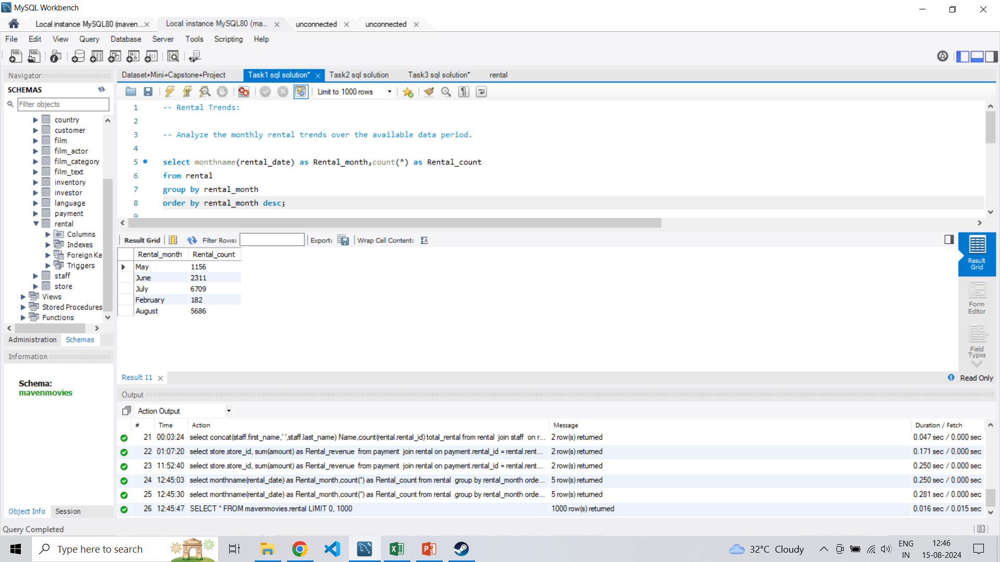 MySQL Workbench
Local instance MySQL80 (maven...
Local instance MySQL80 (ma...
unconnected
unconnected
File Edit View Query Database Server Tools Scripting Help
Navigator
SCHEMAS
Filter objects
country
customer
film
film_actor
film_category
film_text
inventory
investor
language
payment
rental
Columns
Indexes
Foreign Ke
Triggers
staff
store
Views
Stored Procedures
Functions
Administration Schemas
Information
Schema:
mavenmovies
Object Info Session
Query Completed
Dataset+Mini+Capstone+Project Task1 sql solution* Task2 sql solution Task3 sql solution* rental
Limit to 1000 rows
1 -- Rental Trends:
2
3 -- Analyze the monthly rental trends over the available data period.
4
5 select monthname(rental_date) as Rental_month,count(*) as Rental_count
6 from rental
7 group by rental_month
8 order by rental_month desc;
9
Result Grid Filter Rows: Export: Wrap Cell Content: IA
Rental_month Rental_count
May 1156
June 2311
July 6709
February 182
August 5686
Result Grid
Form Editor
Field Types
Result 11
Read Only
Output
Action Output
# Time Action Message Duration / Fetch
21 00:03:24 select concat(staff.first_name,' ',staff.last_name) Name,count(rental.rental_id) total_rental from rental join staff on r... 2 row(s) returned 0.047 sec / 0.000 sec
22 01:07:20 select store.store_id, sum(amount) as Rental_revenue from payment join rental on payment.rental_id = rental.rent... 2 row(s) returned 0.171 sec / 0.000 sec
23 11:52:40 select store.store_id, sum(amount) as Rental_revenue from payment join rental on payment.rental_id = rental.rent... 2 row(s) returned 0.250 sec / 0.000 sec
24 12:45:03 select monthname(rental_date) as Rental_month,count(*) as Rental_count from rental group by rental_month orde... 5 row(s) returned 0.250 sec / 0.000 sec
25 12:45:30 select monthname(rental_date) as Rental_month,count(*) as Rental_count from rental group by rental_month orde... 5 row(s) returned 0.281 sec / 0.000 sec
26 12:45:47 SELECT * FROM mavenmovies.rental LIMIT 0, 1000 1000 row(s) returned 0.016 sec / 0.015 sec
Type here to search
32°C Cloudy
ENG
IN
12:46
15-08-2024